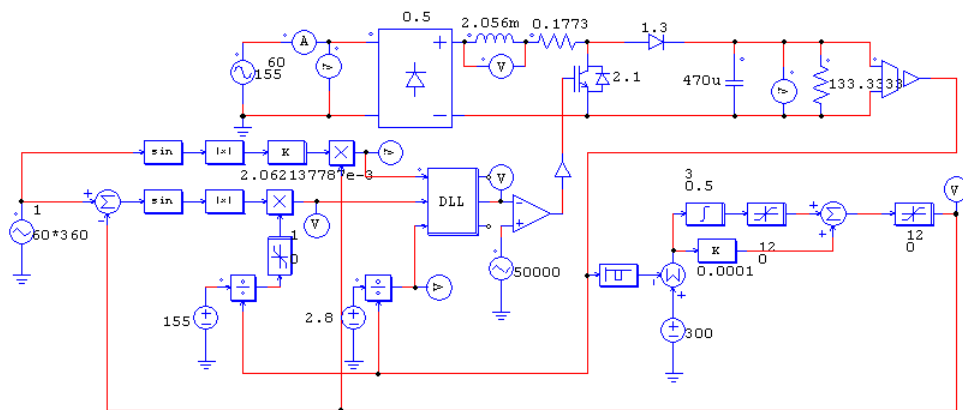 0.5
2.056m
0.1773
1.3
A
60
155
V
V
2.1
470u
V
133.3333
sin
|x|
K
×
V
2.062137787e-3
V
1
sin
|x|
×
V
DLL
3
0.5
V
60*360
1
0
50000
K
12
0
0.0001
12
0
155
÷
2.8
÷
V
300